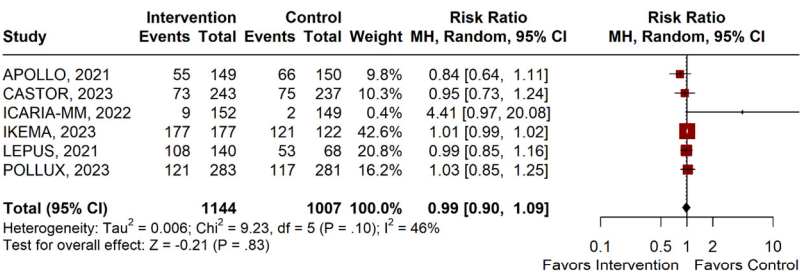 Intervention Control Risk Ratio Risk Ratio
Study Events Total Events Total Weight MH, Random, 95% CI MH, Random, 95% CI
APOLLO, 2021 55 149 66 150 9.8% 0.84 [0.64, 1.11]
CASTOR, 2023 73 243 75 237 10.3% 0.95 [0.73, 1.24]
ICARIA-MM, 2022 9 152 2 149 0.4% 4.41 [0.97, 20.08]
IKEMA, 2023 177 177 121 122 42.6% 1.01 [0.99, 1.02]
LEPUS, 2021 108 140 53 68 20.8% 0.99 [0.85, 1.16]
POLLUX, 2023 121 283 117 281 16.2% 1.03 [0.85, 1.25]
Total (95% CI) 1144 1007 100.0% 0.99 [0.90, 1.09]
Heterogeneity: Tau² = 0.006; Chi² = 9.23, df = 5 (P = .10); I² = 46%
Test for overall effect: Z = -0.21 (P = .83)
0.1 0.5 1 2 10
Favors Intervention Favors Control